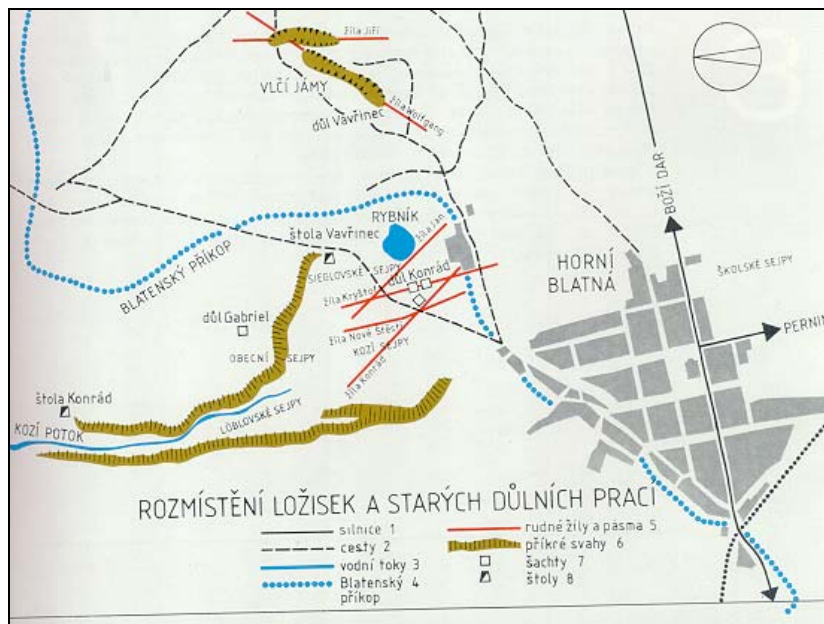 žíla Jiří
VLČÍ JÁMY
důl Vavřinec
žíla Wolfgang
BOŽÍ DAR
RYBNÍK
štola Vavřinec
žíla Jan
BLATENSKÝ PŘÍKOP
SIEGLOVSKÉ SEJPY
důl Konrád
HORNÍ
BLATNÁ
ŠKOLSKÉ SEJPY
žíla Kryštof
důl Gabriel
žíla Nové Štěstí
PERNIN
OBECNÍ SEJPY
KOZÍ SEJPY
žíla Konrád
štola Konrád
LÖBLOVSKÉ SEJPY
KOZÍ POTOK
ROZMÍSTĚNÍ LOŽISEK A STARÝCH DŮLNÍCH PRACÍ
silnice 1
cesty 2
vodní toky 3
Blatenský 4
příkop
rudné žíly a pásma 5
příkré svahy 6
šachty 7
štoly 8